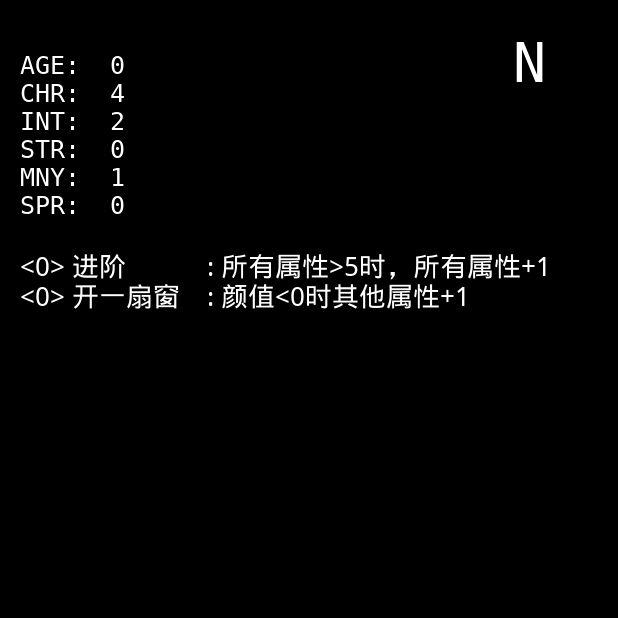 N
AGE: 0
CHR: 4
INT: 2
STR: 0
MNY: 1
SPR: 0
<0> 进阶 : 所有属性>5时，所有属性+1
<0> 开一扇窗 : 颜值<0时其他属性+1